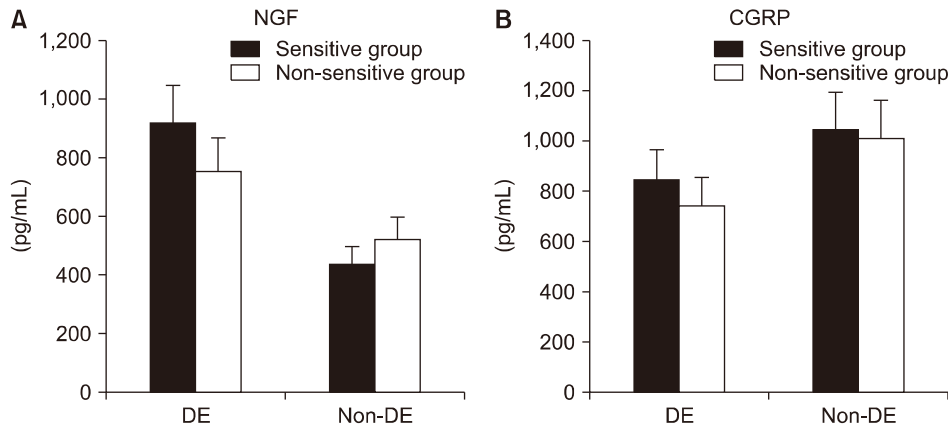 A
NGF
1,200
1,000
800
600
400
200
0
(pg/mL)
Sensitive group
Non-sensitive group
DE
Non-DE
B
CGRP
1,400
1,200
1,000
800
600
400
200
0
(pg/mL)
Sensitive group
Non-sensitive group
DE
Non-DE